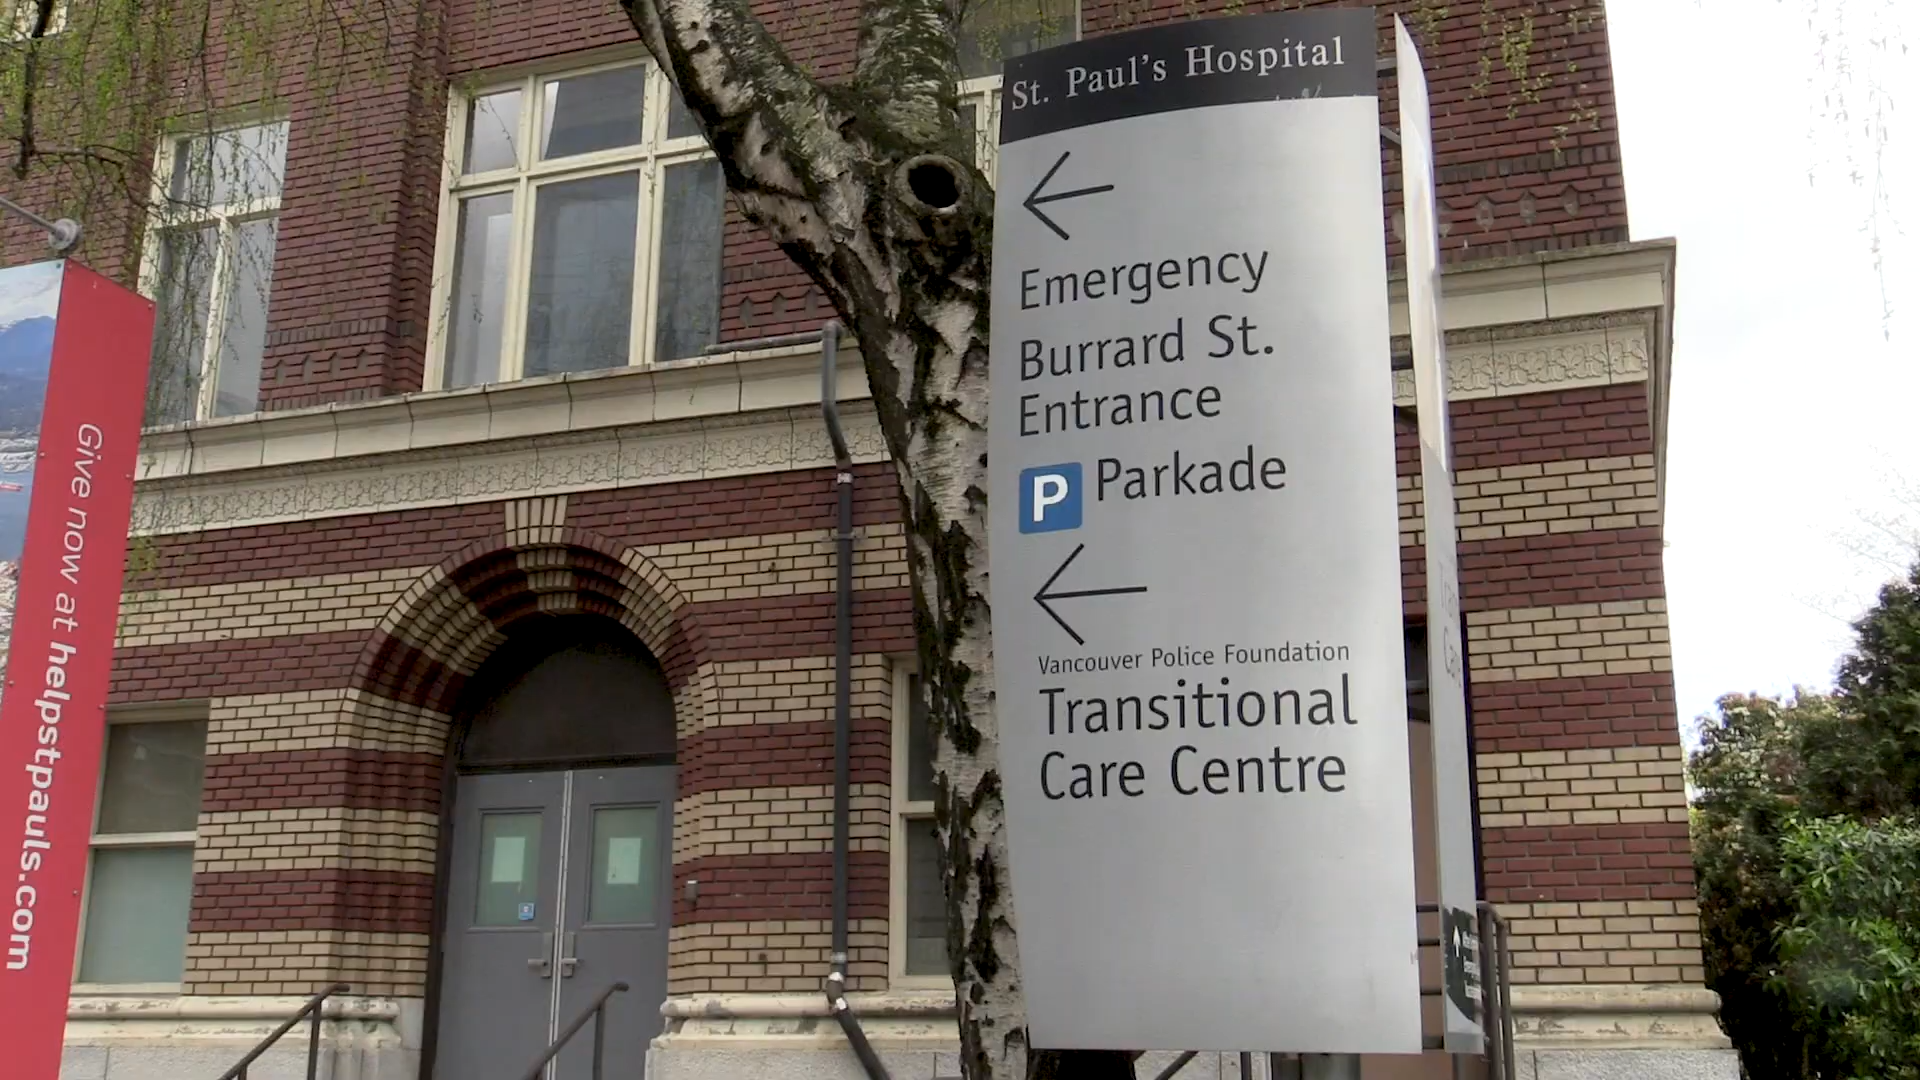 St. Paul's Hospital
Emergency
Burrard St.
Entrance
P Parkade
Vancouver Police Foundation
Transitional
Care Centre
Give now at helpstpauls.com